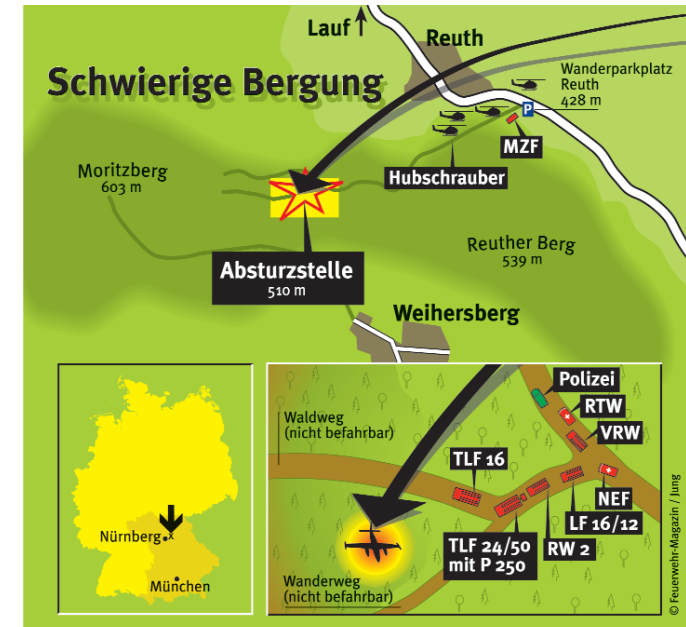 Lauf
Reuth
Schwierige Bergung
Wanderparkplatz
Reuth
428 m
P
MZF
Hubschrauber
Moritzberg
603 m
Reuther Berg
539 m
Absturzstelle
510 m
Weihersberg
Nürnberg
x
München
Polizei
RTW
VRW
Waldweg
(nicht befahrbar)
TLF 16
NEF
LF 16/12
RW 2
TLF 24/50
mit P 250
Wanderweg
(nicht befahrbar)
© Feuerwehr-Magazin / Jung